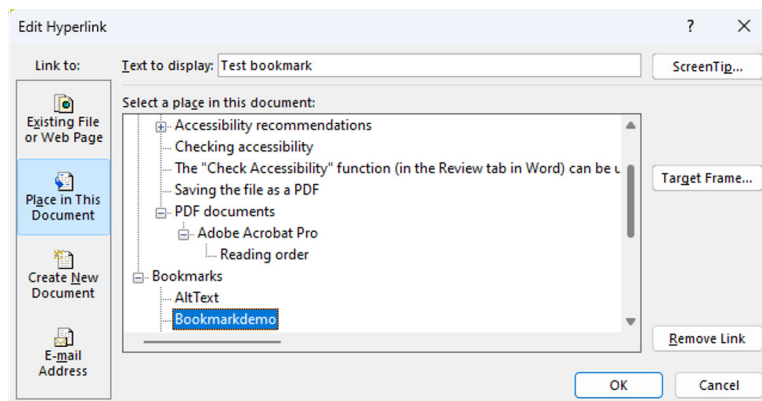 Edit Hyperlink
?
Link to:
Text to display: Test bookmark
ScreenTip...
Existing File
or Web Page
Place in This
Document
Create New
Document
E-mail
Address
Select a place in this document:
Accessibility recommendations
Checking accessibility
The "Check Accessibility" function (in the Review tab in Word) can be u
Saving the file as a PDF
PDF documents
Adobe Acrobat Pro
Reading order
Bookmarks
AltText
Bookmarkdemo
Target Frame...
Remove Link
OK
Cancel